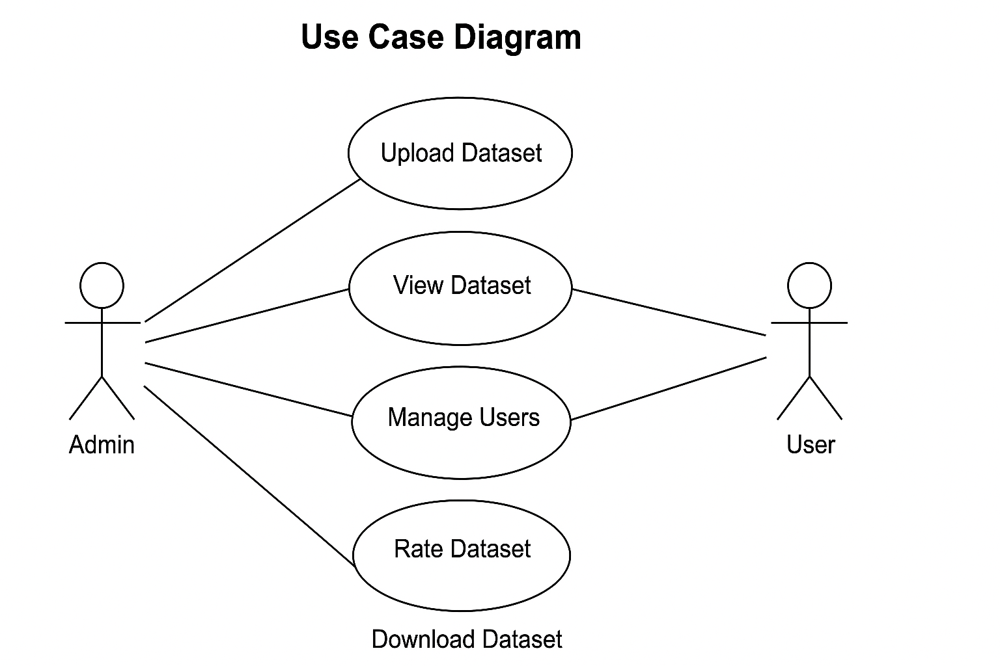 Use Case Diagram
Upload Dataset
View Dataset
Manage Users
Admin
User
Rate Dataset
Download Dataset